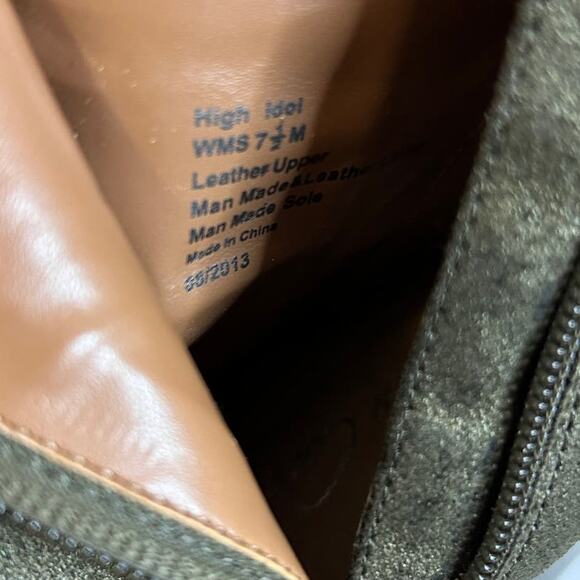 High Idol
WMS 7½ M
Leather Upper
Man Made & Leather
Man Made Sole
Made in China
/2013